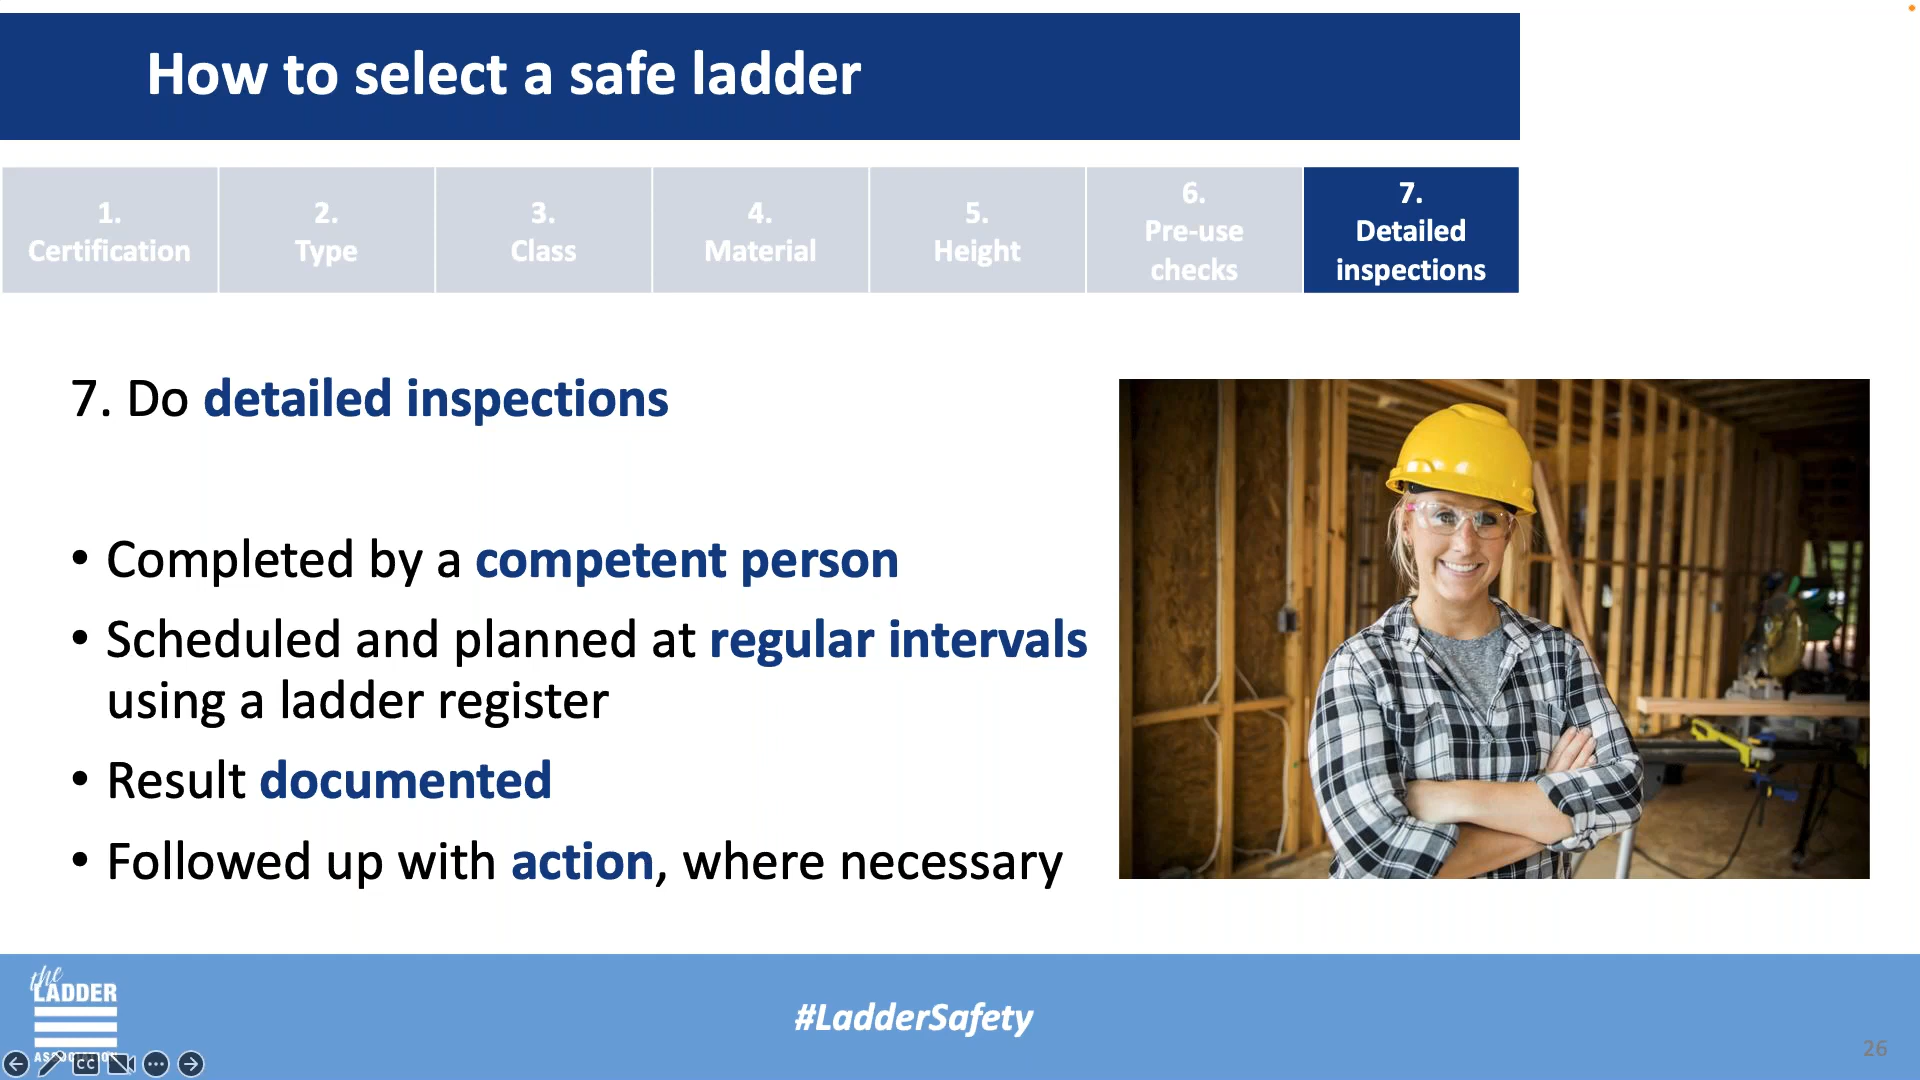 How to select a safe ladder
1.
Certification
2.
Type
3.
Class
4.
Material
5.
Height
6.
Pre-use
checks
7.
Detailed
inspections
7. Do detailed inspections
• Completed by a competent person
• Scheduled and planned at regular intervals
using a ladder register
• Result documented
• Followed up with action, where necessary
the
LADDER
ASSOCIATION
#LadderSafety
CC
26